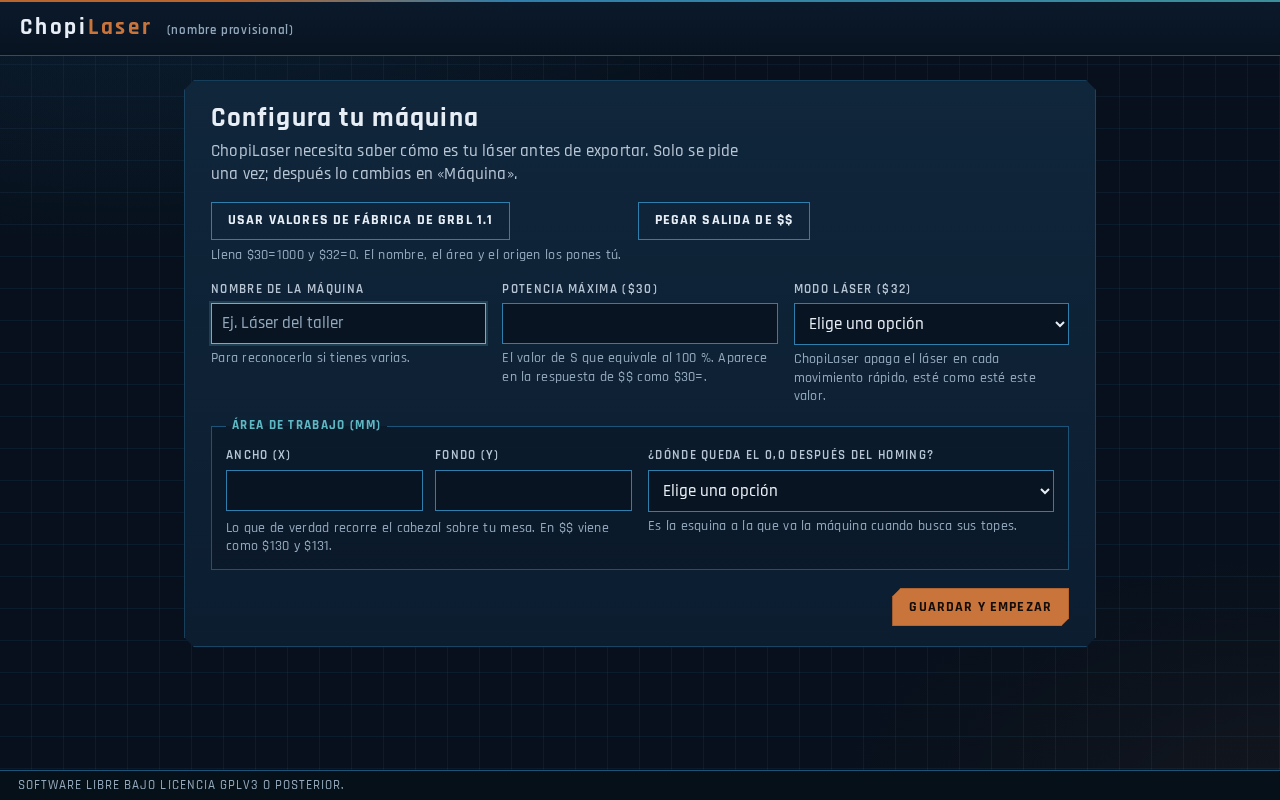 ChopiLaser (nombre provisional)
Configura tu máquina
ChopiLaser necesita saber cómo es tu láser antes de exportar. Solo se pide
una vez; después lo cambias en «Máquina».
USAR VALORES DE FÁBRICA DE GRBL 1.1
PEGAR SALIDA DE $$
Llena $30=1000 y $32=0. El nombre, el área y el origen los pones tú.
NOMBRE DE LA MÁQUINA
Ej. Láser del taller
Para reconocerla si tienes varias.
POTENCIA MÁXIMA ($30)
El valor de S que equivale al 100 %. Aparece
en la respuesta de $$ como $30=.
MODO LÁSER ($32)
Elige una opción
ChopiLaser apaga el láser en cada
movimiento rápido, esté como esté este
valor.
ÁREA DE TRABAJO (MM)
ANCHO (X)
FONDO (Y)
Lo que de verdad recorre el cabezal sobre tu mesa. En $$ viene
como $130 y $131.
¿DÓNDE QUEDA EL 0,0 DESPUÉS DEL HOMING?
Elige una opción
Es la esquina a la que va la máquina cuando busca sus topes.
GUARDAR Y EMPEZAR
SOFTWARE LIBRE BAJO LICENCIA GPLV3 O POSTERIOR.